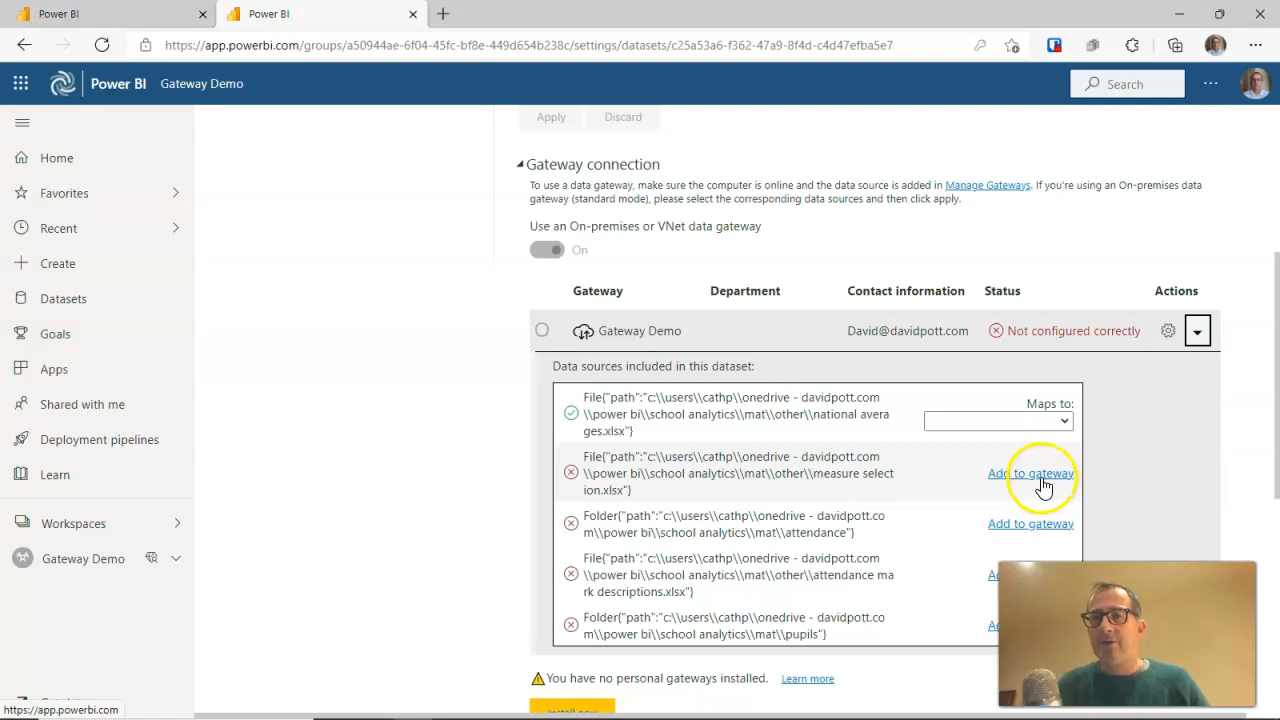 Power BI
Power BI
https://app.powerbi.com/groups/a50944ae-6f04-45fc-bf8e-449d654b238c/settings/datasets/c25a53a6-f362-47a9-8f4d-c4d47efba5e7
Power BI
Gateway Demo
Search
Home
Favorites
Recent
Create
Datasets
Goals
Apps
Shared with me
Deployment pipelines
Learn
Workspaces
Gateway Demo
https://app.powerbi.com
Apply Discard
Gateway connection
To use a data gateway, make sure the computer is online and the data source is added in Manage Gateways. If you're using an On-premises data
gateway (standard mode), please select the corresponding data sources and then click apply.
Use an On-premises or VNet data gateway
On
Gateway Department Contact information Status Actions
Gateway Demo David@davidpott.com Not configured correctly
Data sources included in this dataset:
File{"path":"c:\\users\\cathp\\onedrive - davidpott.com
\\power bi\\school analytics\\mat\\other\\national avera
ges.xlsx"}
Maps to:
File{"path":"c:\\users\\cathp\\onedrive - davidpott.com
\\power bi\\school analytics\\mat\\other\\measure select
ion.xlsx"}
Add to gateway
Folder{"path":"c:\\users\\cathp\\onedrive - davidpott.co
m\\power bi\\school analytics\\mat\\attendance"}
Add to gateway
File{"path":"c:\\users\\cathp\\onedrive - davidpott.com
\\power bi\\school analytics\\mat\\other\\attendance ma
rk descriptions.xlsx"}
Folder{"path":"c:\\users\\cathp\\onedrive - davidpott.co
m\\power bi\\school analytics\\mat\\pupils"}
You have no personal gateways installed. Learn more
Install now